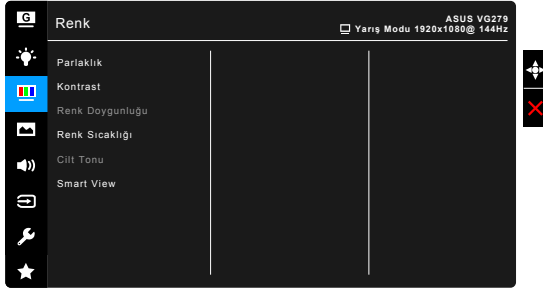 G
Renk
ASUS VG279
Yarış Modu 1920x1080@ 144Hz
Parlaklık
Kontrast
Renk Doygunluğu
Renk Sıcaklığı
Cilt Tonu
Smart View